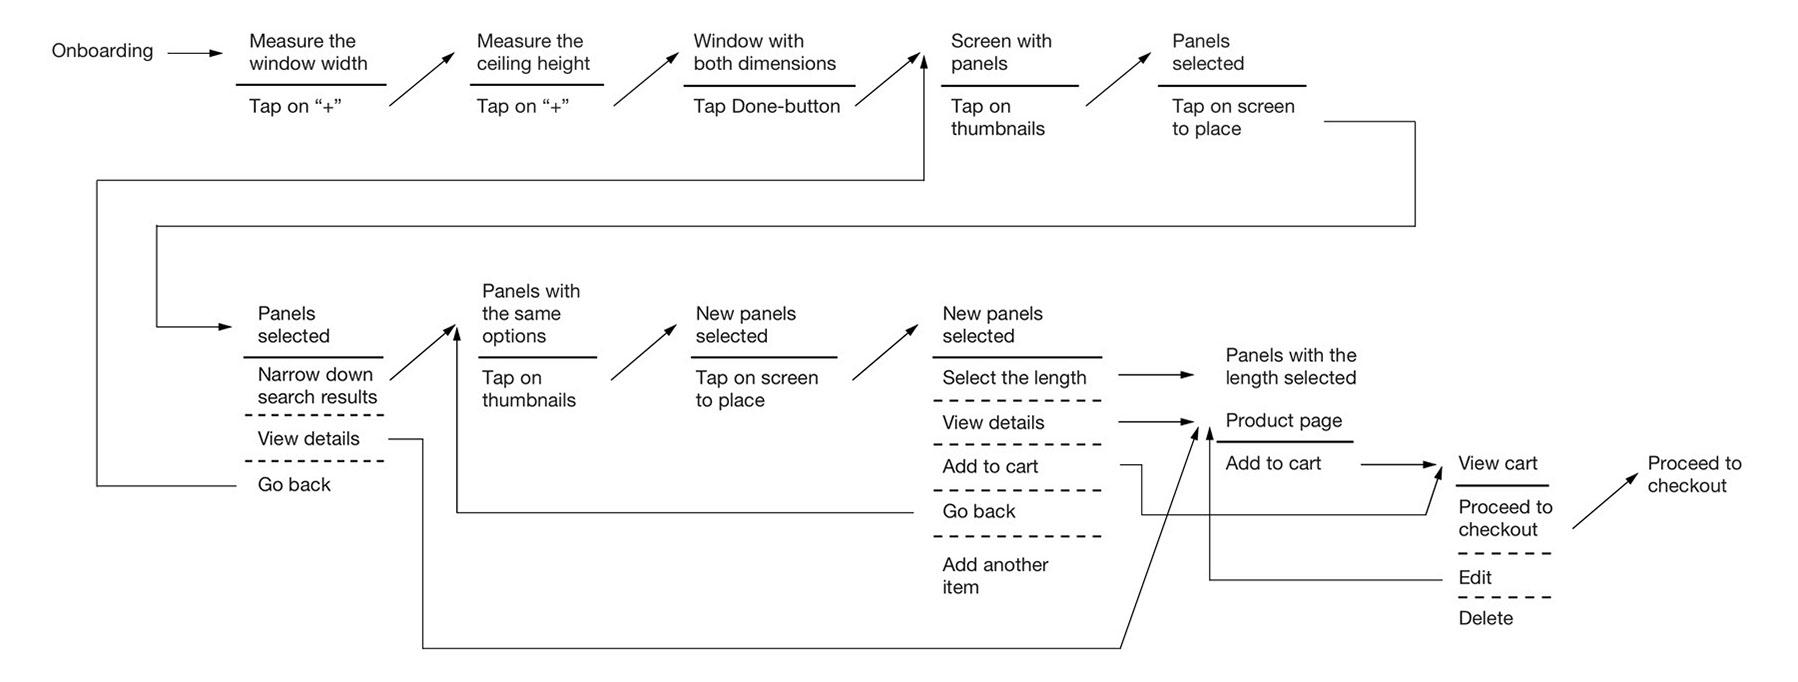 Onboarding
Measure the
window width
Tap on “+”
Measure the
ceiling height
Tap on “+”
Window with
both dimensions
Tap Done-button
Screen with
panels
Tap on
thumbnails
Panels
selected
Tap on screen
to place
Panels
selected
Narrow down
search results
View details
Go back
Panels with
the same
options
Tap on
thumbnails
New panels
selected
Tap on screen
to place
New panels
selected
Select the length
View details
Add to cart
Go back
Add another
item
Panels with the
length selected
Product page
Add to cart
View cart
Proceed to
checkout
Edit
Delete
Proceed to
checkout